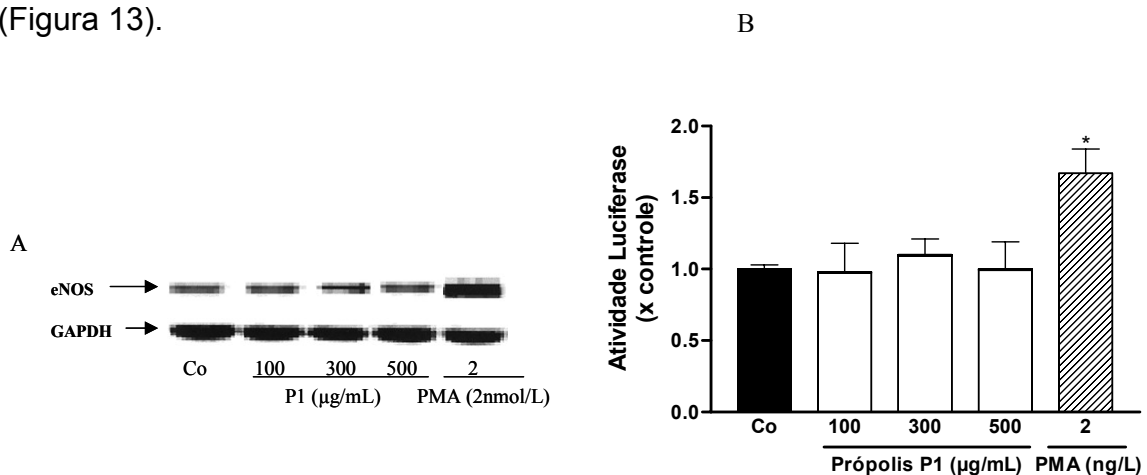 (Figura 13).
A
eNOS
GAPDH
Co 100 300 500 2
P1 (µg/mL) PMA (2nmol/L)
B
Atividade Luciferase
(x controle)
2.0
1.5
1.0
0.5
0.0
*
Co 100 300 500 2
Própolis P1 (µg/mL) PMA (ng/L)